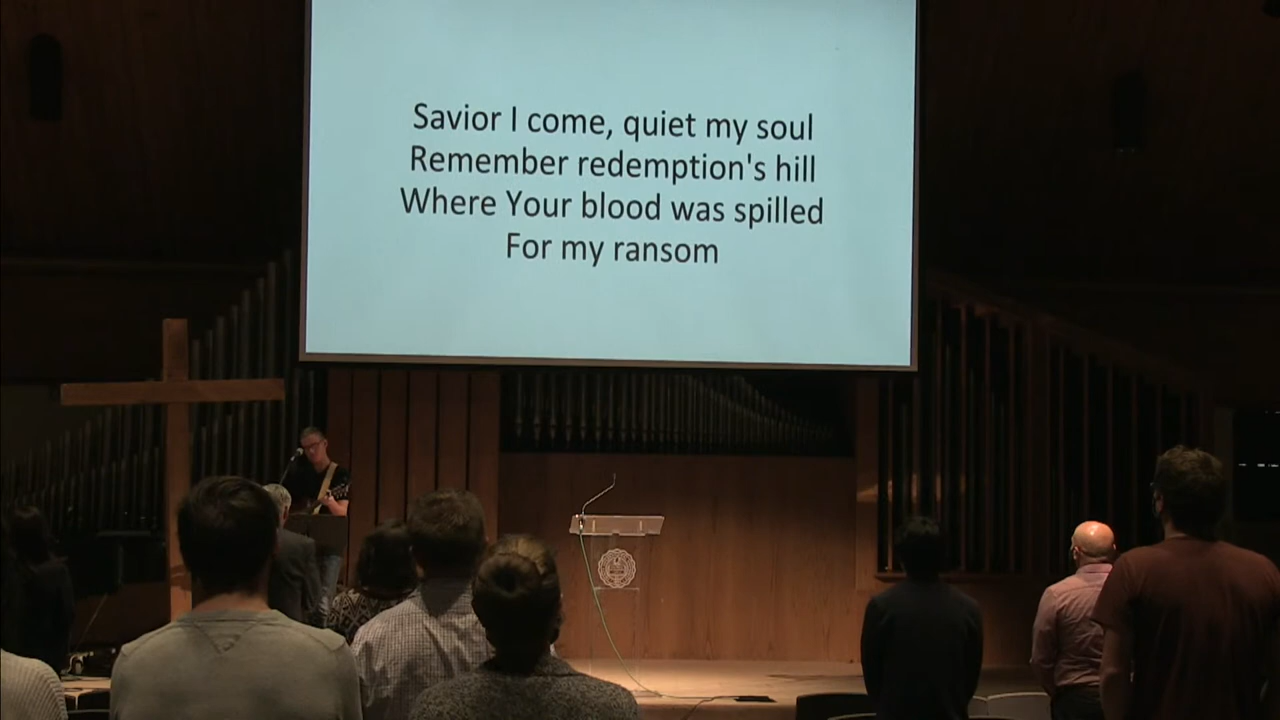 Savior I come, quiet my soul
Remember redemption's hill
Where Your blood was spilled
For my ransom